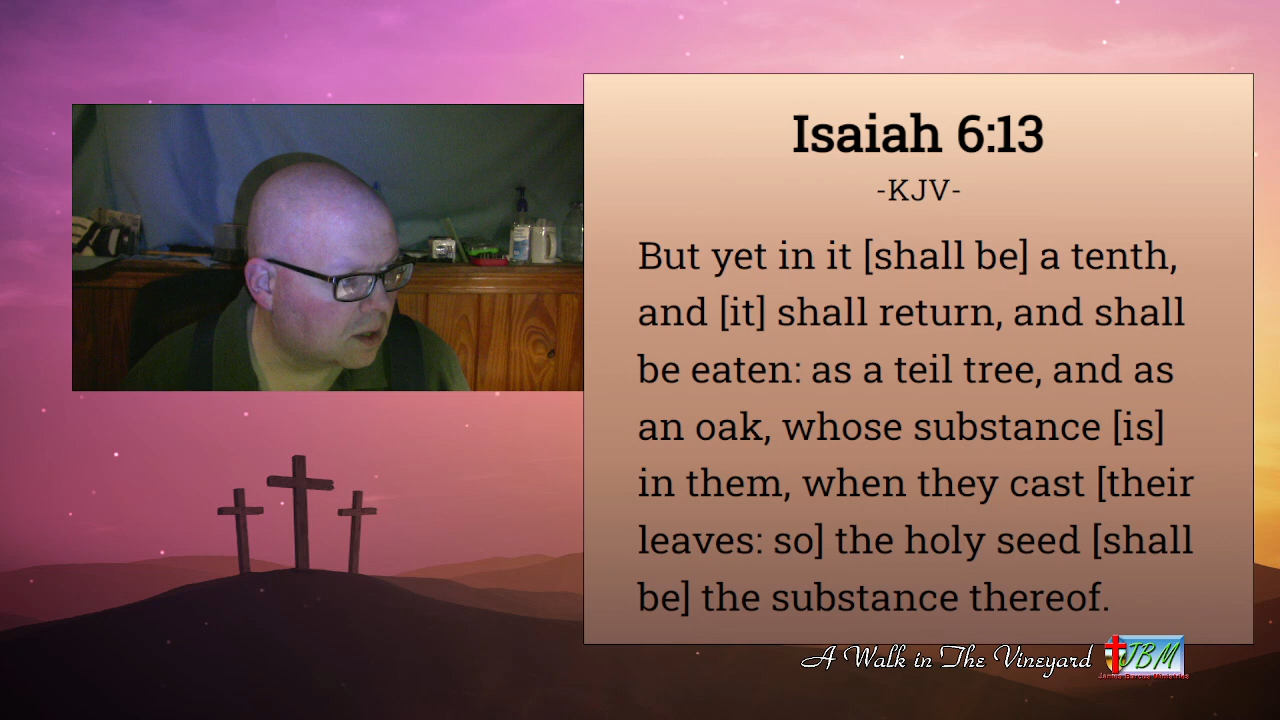 Isaiah 6:13
-KJV-
But yet in it [shall be] a tenth,
and [it] shall return, and shall
be eaten: as a teil tree, and as
an oak, whose substance [is]
in them, when they cast [their
leaves: so] the holy seed [shall
be] the substance thereof.
A Walk in The Vineyard
JBM